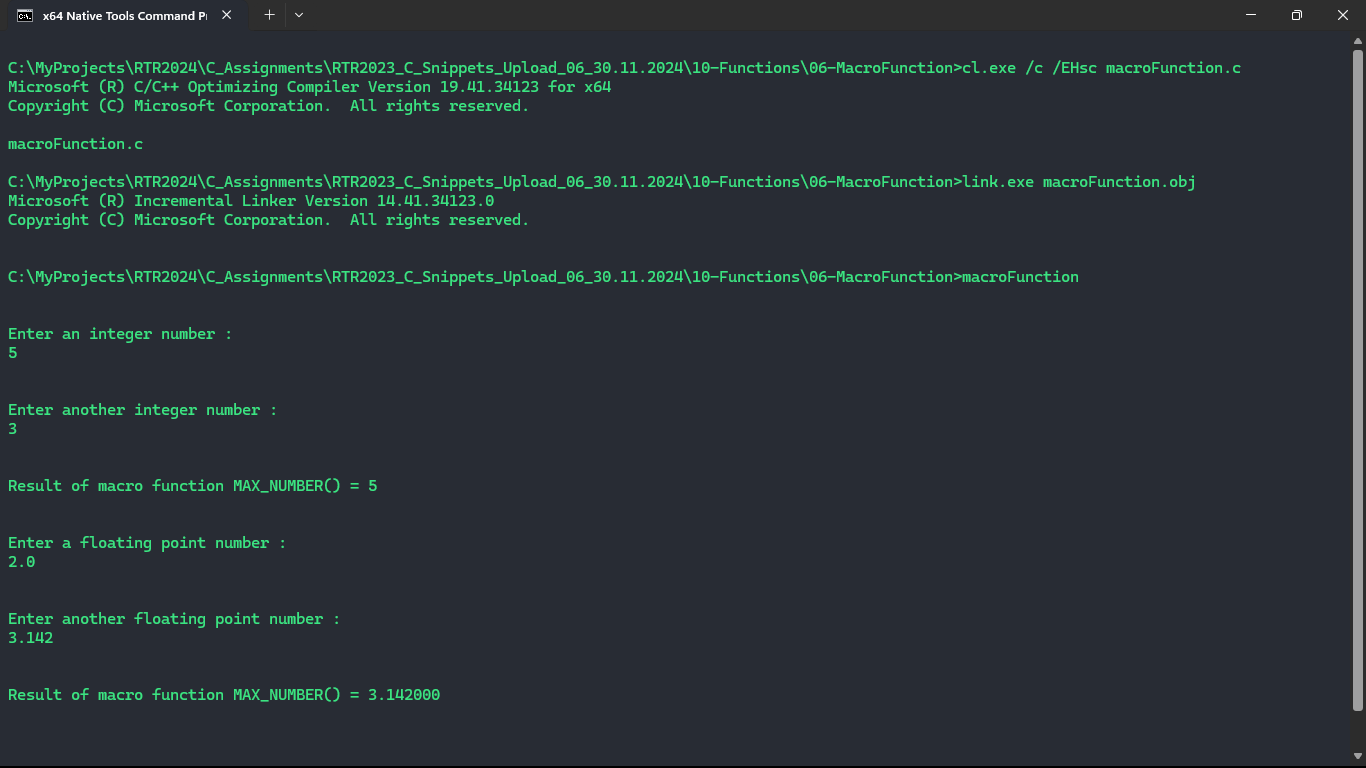 x64 Native Tools Command Pr
C:\MyProjects\RTR2024\C_Assignments\RTR2023_C_Snippets_Upload_06_30.11.2024\10-Functions\06-MacroFunction>cl.exe /c /EHsc macroFunction.c
Microsoft (R) C/C++ Optimizing Compiler Version 19.41.34123 for x64
Copyright (C) Microsoft Corporation.  All rights reserved.
macroFunction.c
C:\MyProjects\RTR2024\C_Assignments\RTR2023_C_Snippets_Upload_06_30.11.2024\10-Functions\06-MacroFunction>link.exe macroFunction.obj
Microsoft (R) Incremental Linker Version 14.41.34123.0
Copyright (C) Microsoft Corporation.  All rights reserved.
C:\MyProjects\RTR2024\C_Assignments\RTR2023_C_Snippets_Upload_06_30.11.2024\10-Functions\06-MacroFunction>macroFunction
Enter an integer number :
5
Enter another integer number :
3
Result of macro function MAX_NUMBER() = 5
Enter a floating point number :
2.0
Enter another floating point number :
3.142
Result of macro function MAX_NUMBER() = 3.142000